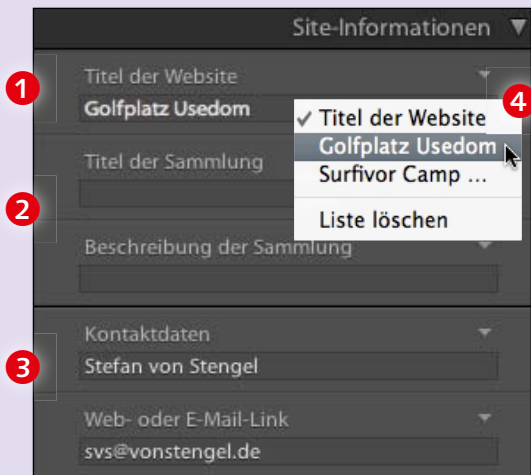 Site-Informationen
1
Titel der Website
4
Golfplatz Usedom
Titel der Website
Golfplatz Usedom
Surfivor Camp ...
Liste löschen
2
Titel der Sammlung
Beschreibung der Sammlung
3
Kontaktdaten
Stefan von Stengel
Web- oder E-Mail-Link
svs@vonstengel.de